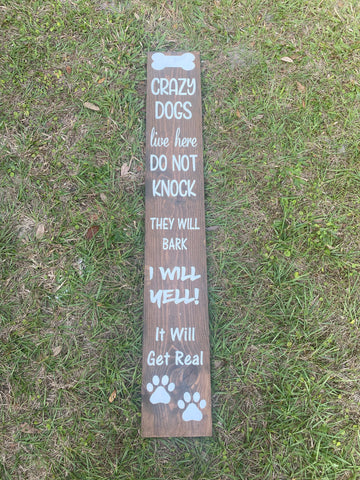 CRAZY
DOGS
live here
DO NOT
KNOCK
THEY WILL
BARK
I WILL
YELL!
It Will
Get Real